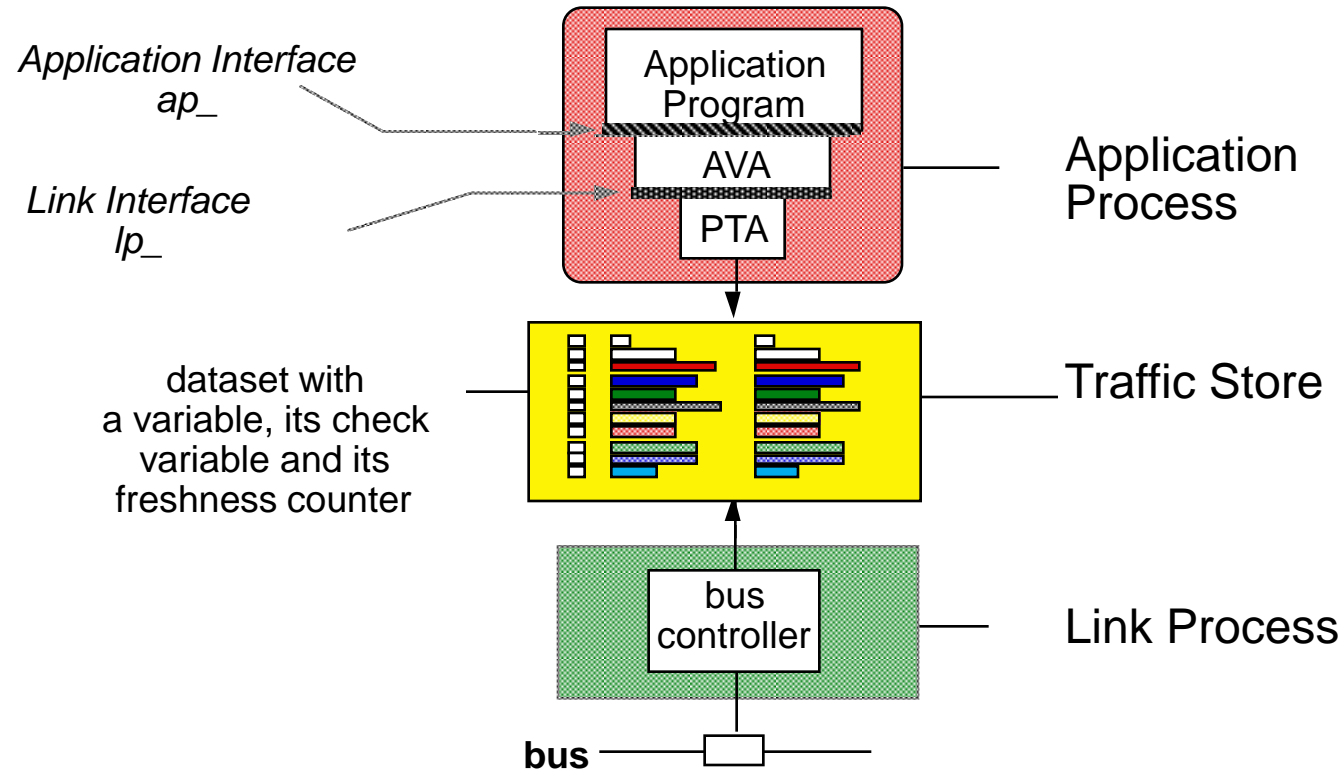 Application Interface
ap_
Link Interface
lp_
Application
Program
AVA
PTA
Application
Process
dataset with
a variable, its check
variable and its
freshness counter
Traffic Store
bus
controller
Link Process
bus